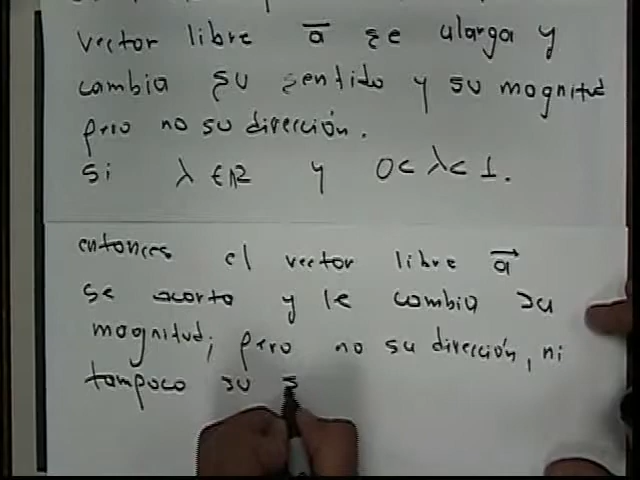 vector libre a se alarga y
cambia su sentido y su magnitud
pero no su dirección.
Si λ ∈ R y 0 < λ < 1.
entonces el vector libre a
se acorta y le cambia su
magnitud; pero no su dirección, ni
tampoco su s